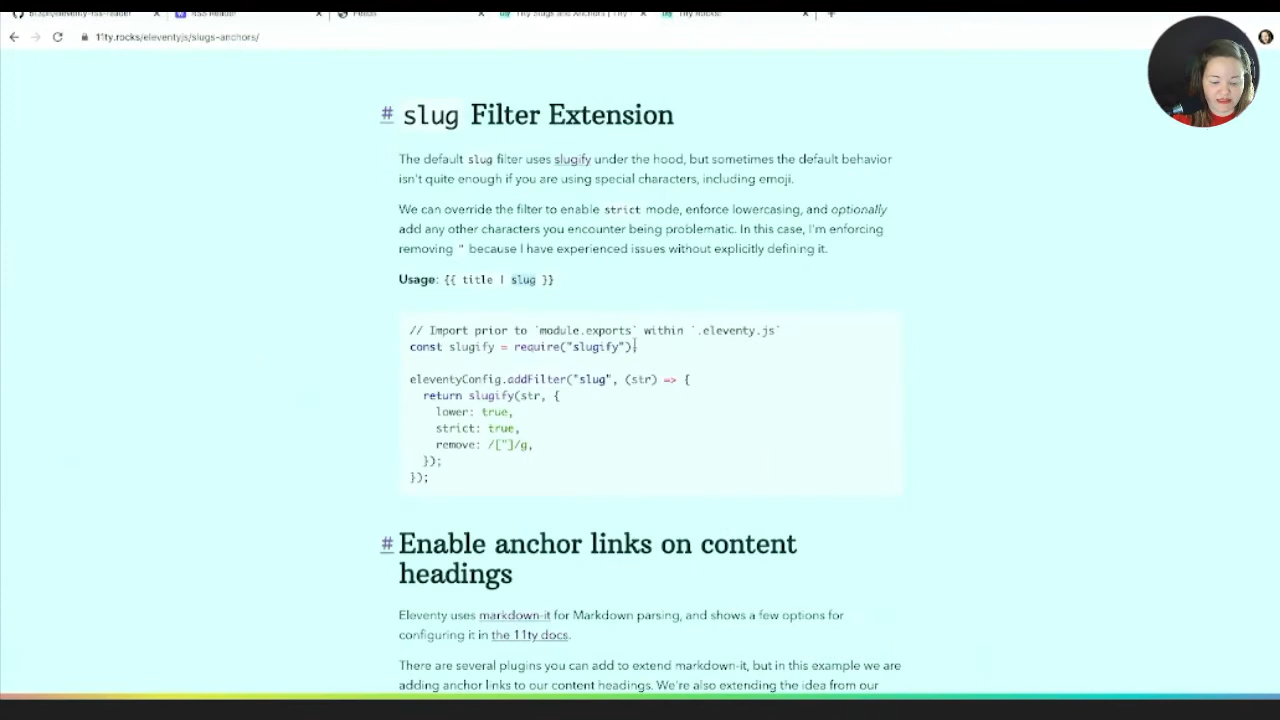 RSS Reader
11ty Rocks!
11ty.rocks/eleventyjs/slugs-anchors/
# slug Filter Extension
The default slug filter uses slugify under the hood, but sometimes the default behavior
isn't quite enough if you are using special characters, including emoji.
We can override the filter to enable strict mode, enforce lowercasing, and optionally
add any other characters you encounter being problematic. In this case, I'm enforcing
removing " because I have experienced issues without explicitly defining it.
Usage: {{ title | slug }}
// Import prior to `module.exports` within `.eleventy.js`
const slugify = require("slugify");
eleventyConfig.addFilter("slug", (str) => {
return slugify(str, {
lower: true,
strict: true,
remove: /["]/g,
});
});
# Enable anchor links on content
headings
Eleventy uses markdown-it for Markdown parsing, and shows a few options for
configuring it in the 11ty docs.
There are several plugins you can add to extend markdown-it, but in this example we are
adding anchor links to our content headings. We're also extending the idea from our